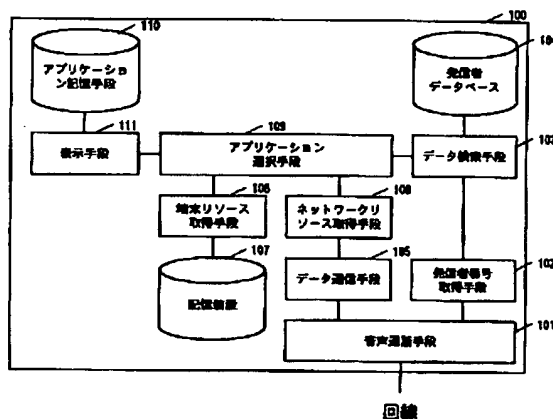 100
110
アプリケーショ
ン記憶手段
104
発信者
データベース
111
表示手段
109
アプリケーション
選択手段
103
データ検索手段
106
端末リソース
取得手段
108
ネットワークリ
ソース取得手段
107
記憶装置
105
データ通信手段
102
発信者番号
取得手段
101
音声通話手段
回線